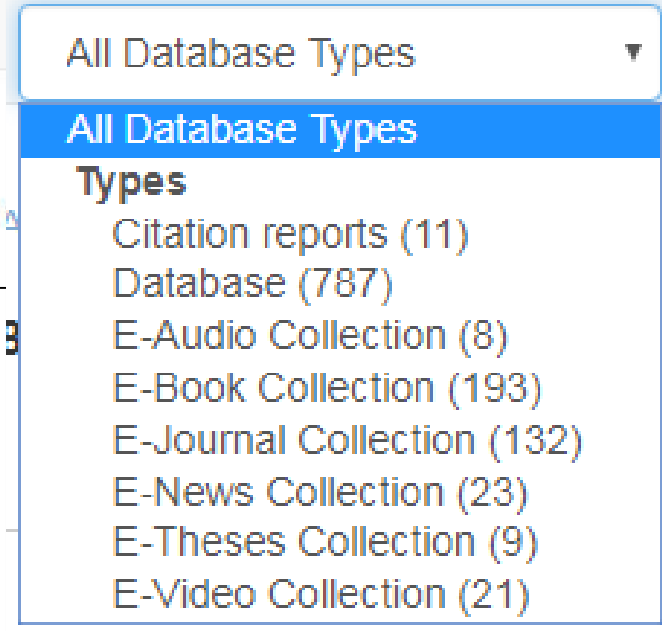 All Database Types
All Database Types
Types
Citation reports (11)
Database (787)
E-Audio Collection (8)
E-Book Collection (193)
E-Journal Collection (132)
E-News Collection (23)
E-Theses Collection (9)
E-Video Collection (21)